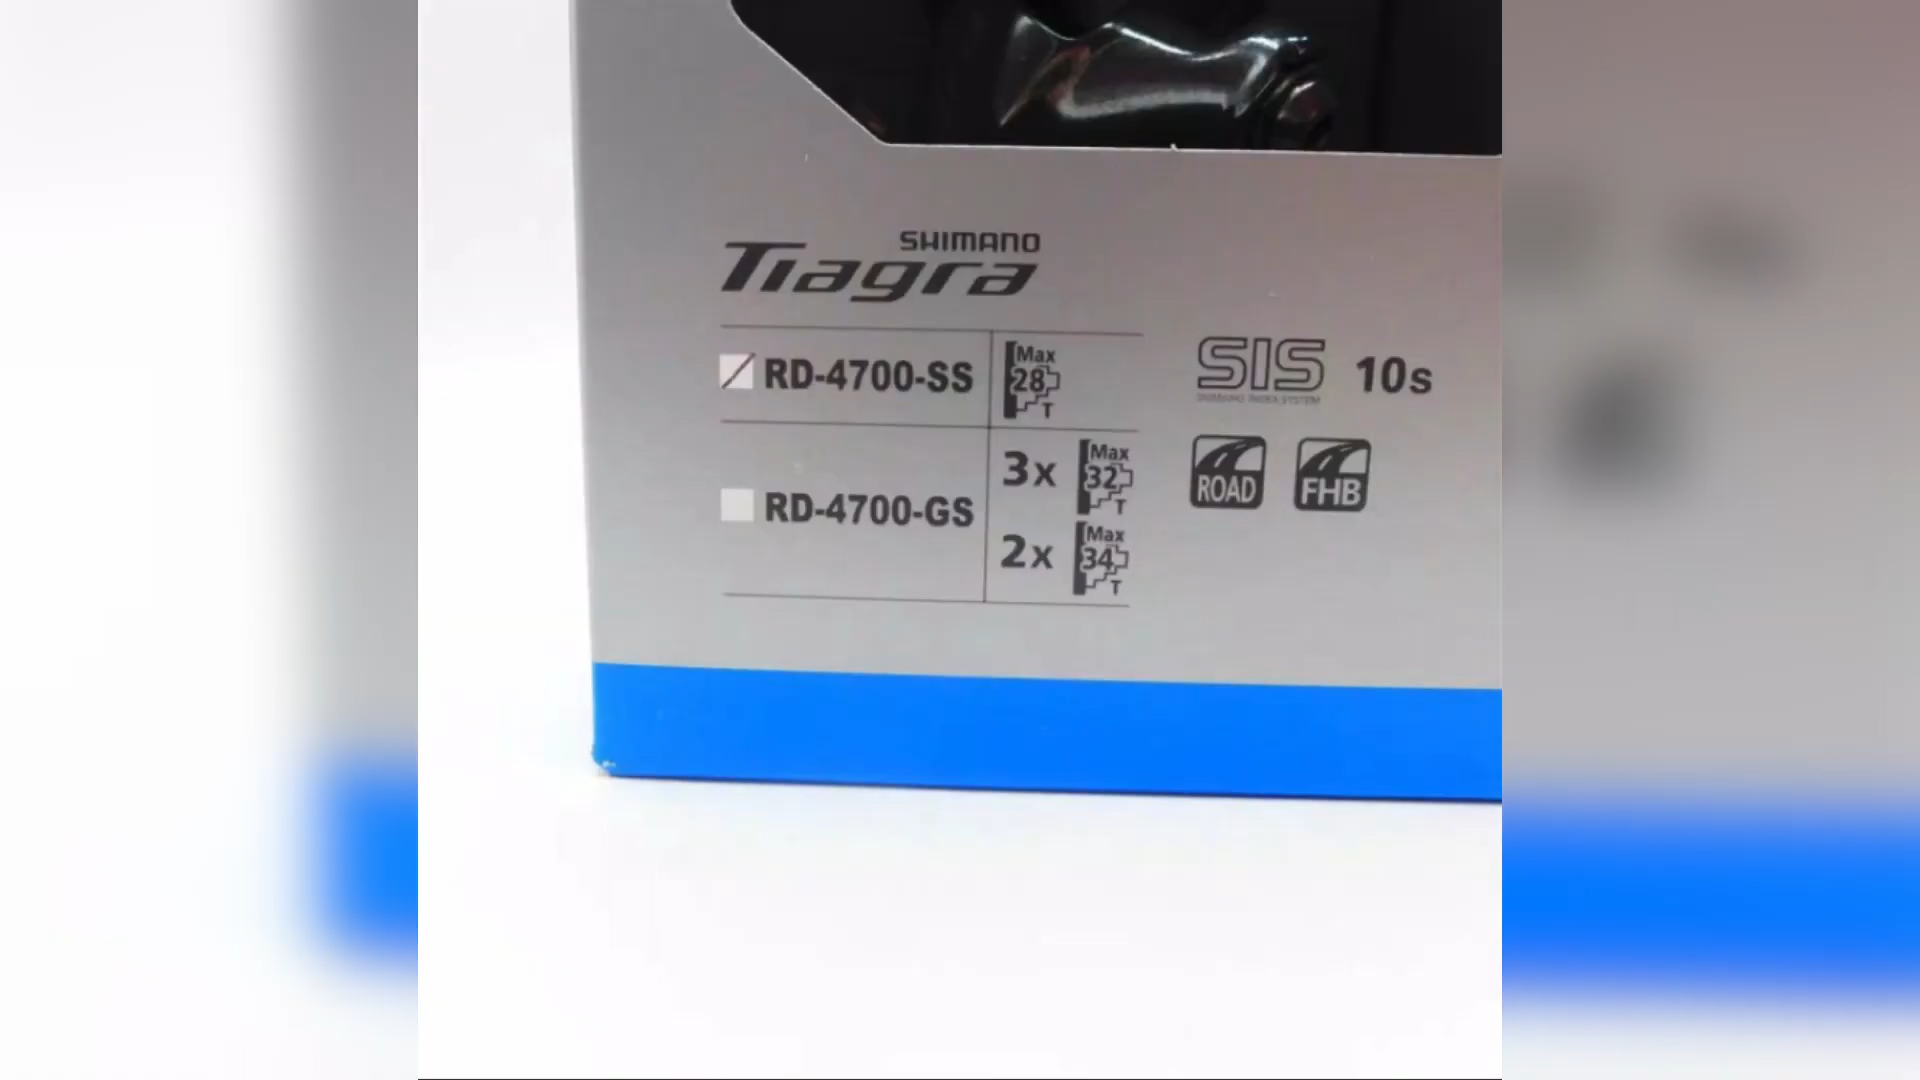 SHIMANO
Tiagra
RD-4700-SS
Max
28
T
SIS
SHIMANO INDEX SYSTEM
10s
RD-4700-GS
3x
Max
32
T
2x
Max
34
T
ROAD
FHB